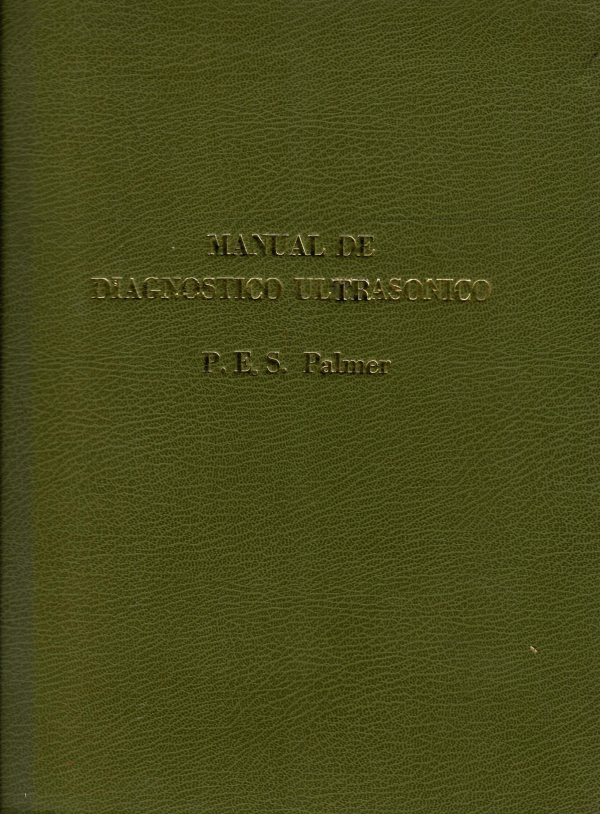 MANUAL DE
DIAGNOSTICO ULTRASONICO
P. E. S. Palmer